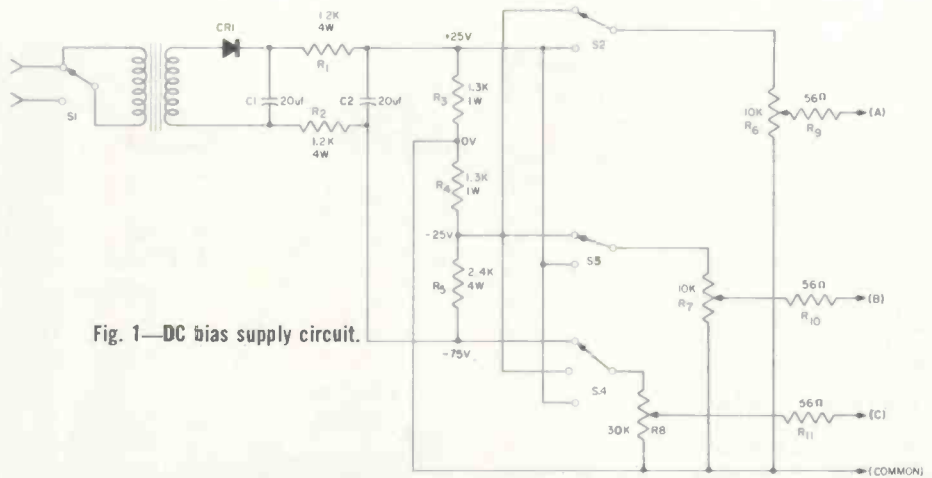 1.2K
4W
R1
CR1
C1
20uf
R2
1.2K
4W
C2
20uf
S1
+25V
R3
1.3K
1W
0V
R4
1.3K
1W
-25V
R5
2.4K
4W
-75V
S2
S3
S4
10K
R6
56Ω
R9
(A)
10K
R7
56Ω
R10
(B)
30K
R8
56Ω
R11
(C)
(COMMON)
Fig. 1—DC bias supply circuit.